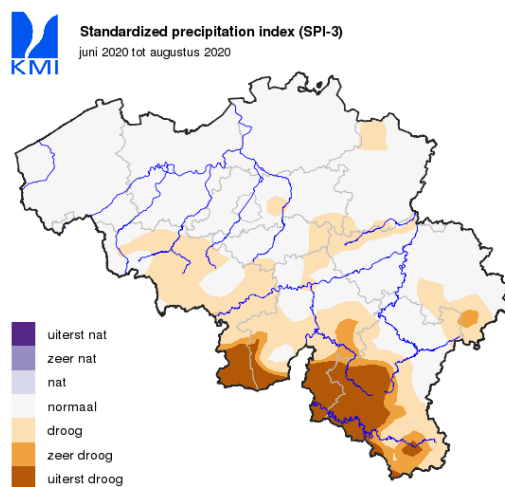 Standardized precipitation index (SPI-3)
juni 2020 tot augustus 2020
KMI
uiterst nat
zeer nat
nat
normaal
droog
zeer droog
uiterst droog